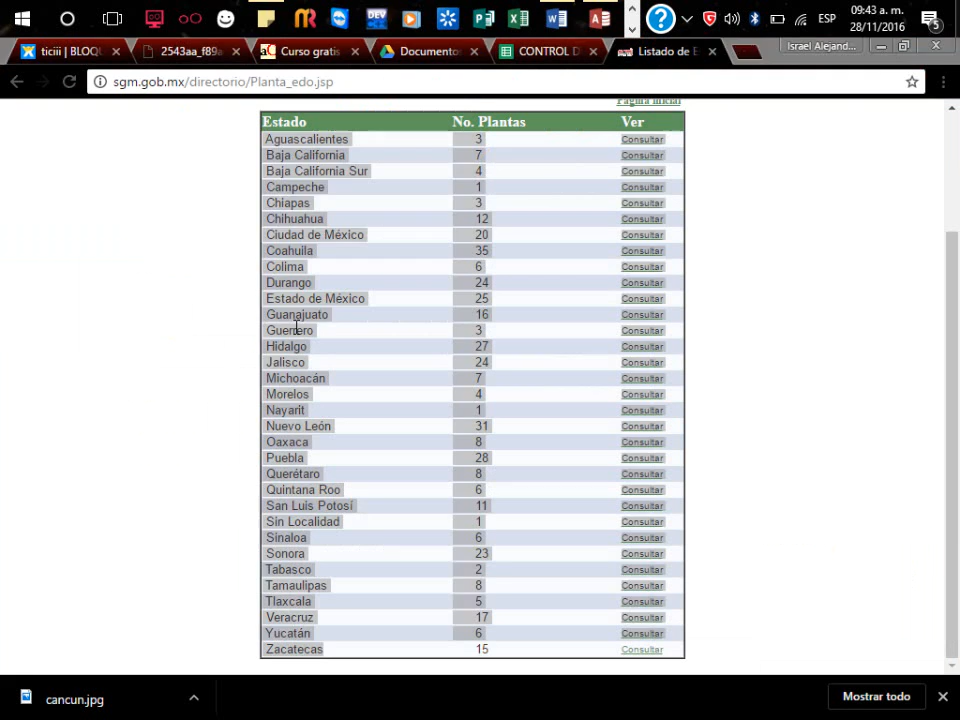 09:43 a. m.
ESP
28/11/2016
5
ticiii | BLOQU
2543aa_f89a
Curso gratis
Documento
CONTROL D
Listado de E
Israel Alejand...
sgm.gob.mx/directorio/Planta_edo.jsp
Página Inicial
Estado No. Plantas Ver
Aguascalientes 3 Consultar
Baja California 7 Consultar
Baja California Sur 4 Consultar
Campeche 1 Consultar
Chiapas 3 Consultar
Chihuahua 12 Consultar
Ciudad de México 20 Consultar
Coahuila 35 Consultar
Colima 6 Consultar
Durango 24 Consultar
Estado de México 25 Consultar
Guanajuato 16 Consultar
Guerrero 3 Consultar
Hidalgo 27 Consultar
Jalisco 24 Consultar
Michoacán 7 Consultar
Morelos 4 Consultar
Nayarit 1 Consultar
Nuevo León 31 Consultar
Oaxaca 8 Consultar
Puebla 28 Consultar
Querétaro 8 Consultar
Quintana Roo 6 Consultar
San Luis Potosí 11 Consultar
Sin Localidad 1 Consultar
Sinaloa 6 Consultar
Sonora 23 Consultar
Tabasco 2 Consultar
Tamaulipas 8 Consultar
Tlaxcala 5 Consultar
Veracruz 17 Consultar
Yucatán 6 Consultar
Zacatecas 15 Consultar
cancun.jpg
Mostrar todo